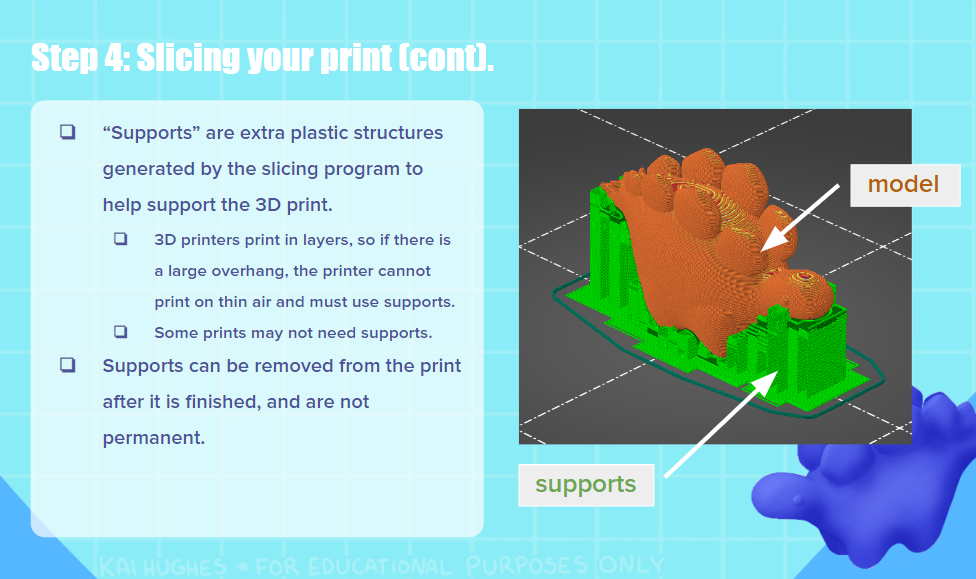 Step 4: Slicing your print (cont).
❏ “Supports” are extra plastic structures
generated by the slicing program to
help support the 3D print.
❏ 3D printers print in layers, so if there is
a large overhang, the printer cannot
print on thin air and must use supports.
❏ Some prints may not need supports.
❏ Supports can be removed from the print
after it is finished, and are not
permanent.
model
supports
KAI HUGHES ★ FOR EDUCATIONAL PURPOSES ONLY